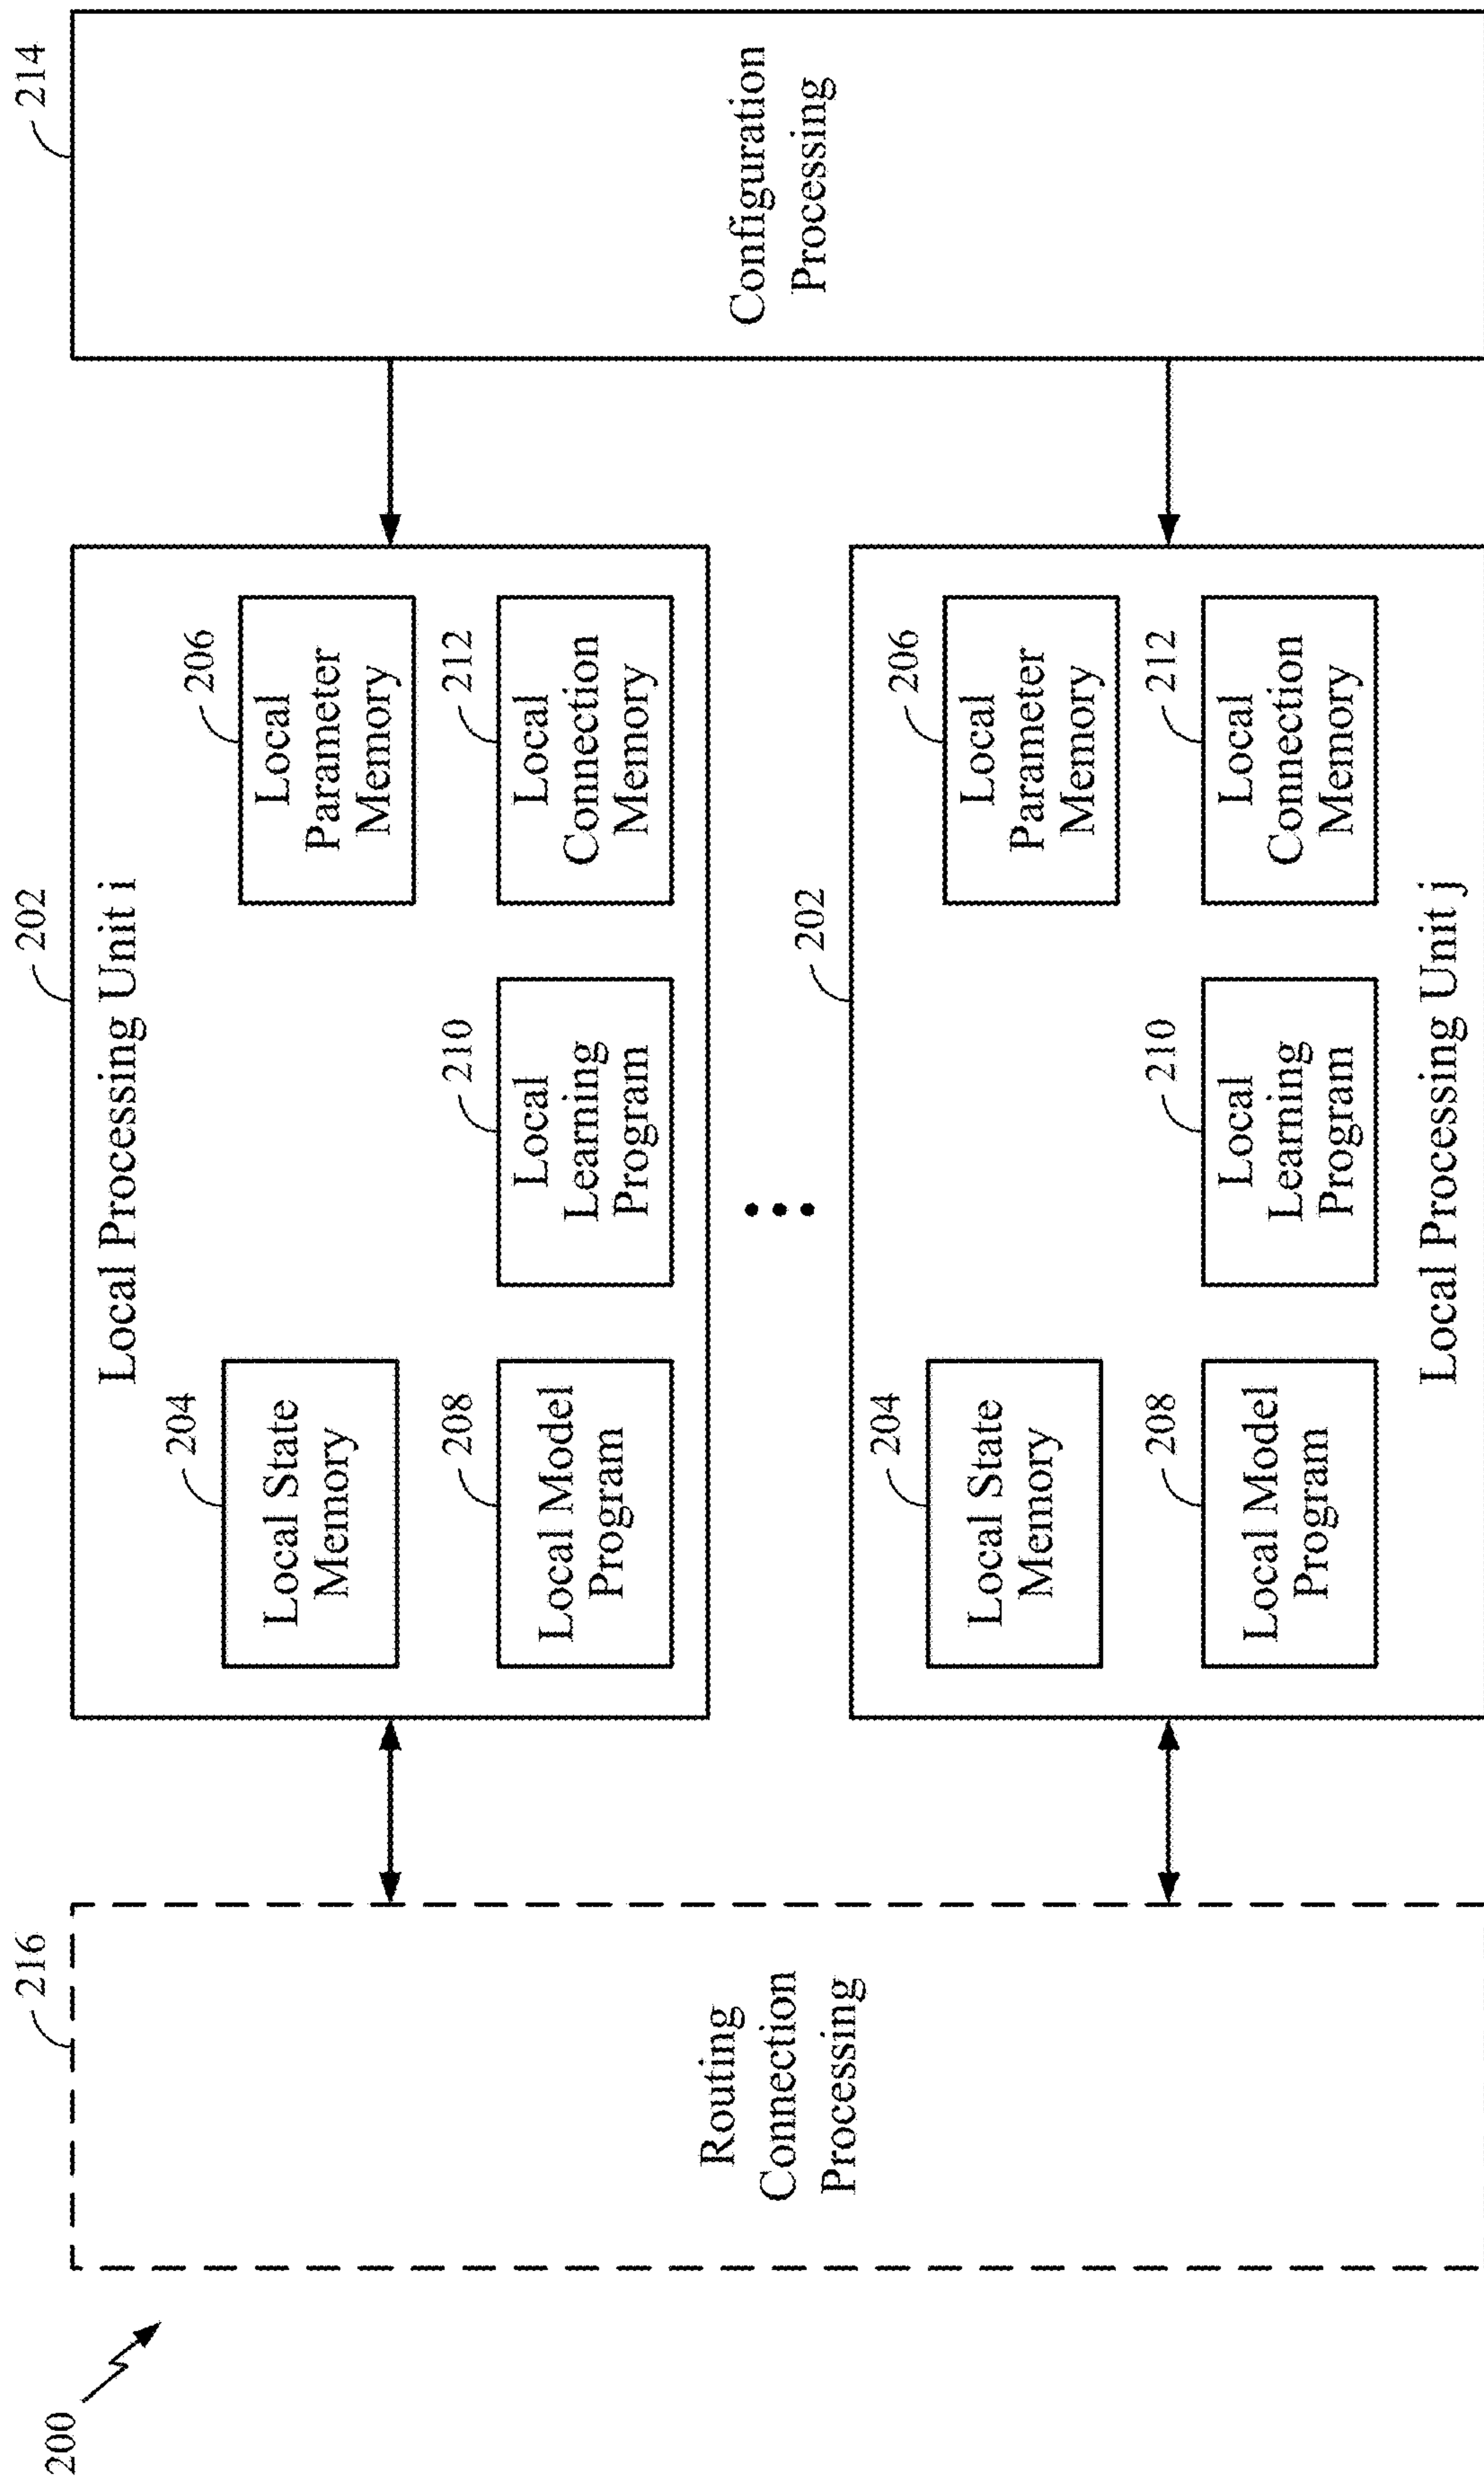 200
216
Routing
Connection
Processing
202
Local Processing Unit i
204
Local State
Memory
206
Local
Parameter
Memory
208
Local Model
Program
210
Local
Learning
Program
212
Local
Connection
Memory
202
204
Local State
Memory
206
Local
Parameter
Memory
208
Local Model
Program
210
Local
Learning
Program
212
Local
Connection
Memory
Local Processing Unit j
214
Configuration
Processing